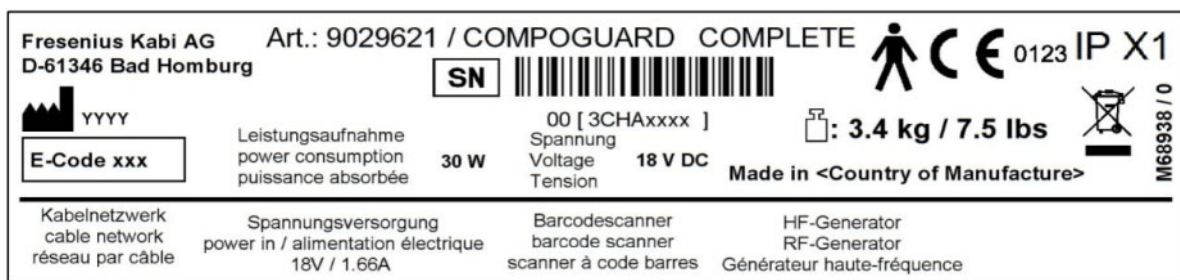 Fresenius Kabi AG
D-61346 Bad Homburg
Art.: 9029621 / COMPOGUARD COMPLETE
SN
00 [ 3CHAxxxx ]
CE 0123 IP X1
YYYY
E-Code xxx
Leistungsaufnahme
power consumption
puissance absorbée
30 W
Spannung
Voltage
Tension
18 V DC
: 3.4 kg / 7.5 lbs
Made in <Country of Manufacture>
M68938 / 0
Kabelnetzwerk
cable network
réseau par câble
Spannungsversorgung
power in / alimentation électrique
18V / 1.66A
Barcodescanner
barcode scanner
scanner à code barres
HF-Generator
RF-Generator
Générateur haute-fréquence